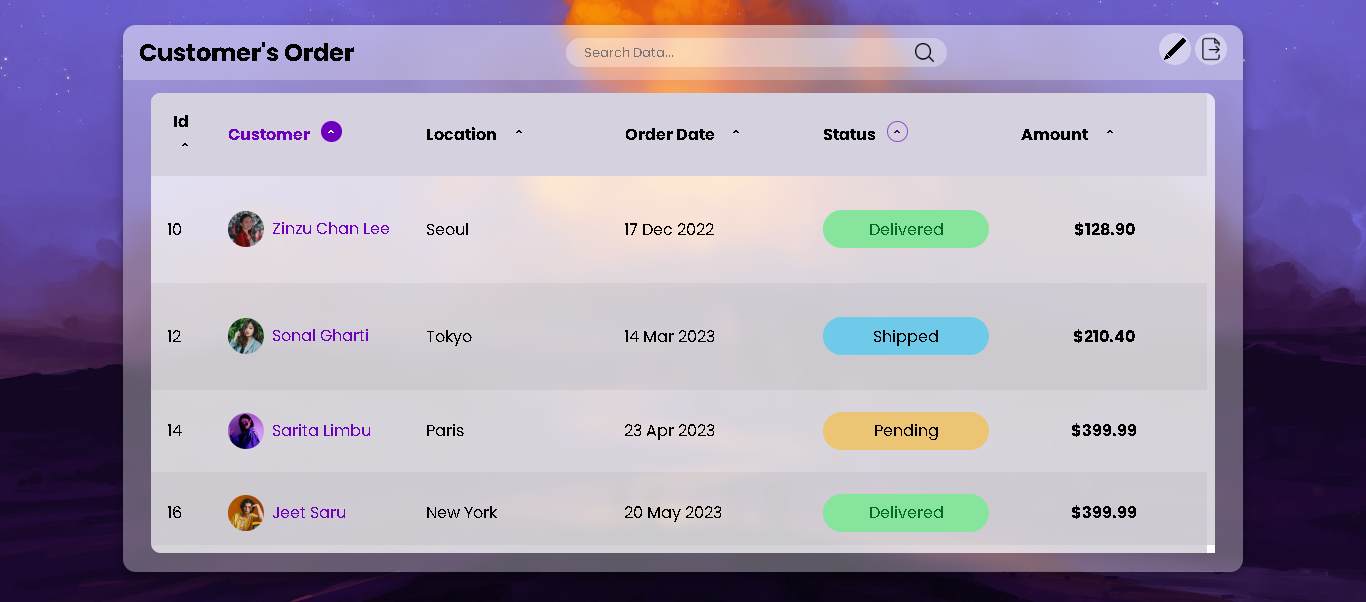 Customer's Order
Search Data...
Id Customer Location Order Date Status Amount
10 Zinzu Chan Lee Seoul 17 Dec 2022 Delivered $128.90
12 Sonal Gharti Tokyo 14 Mar 2023 Shipped $210.40
14 Sarita Limbu Paris 23 Apr 2023 Pending $399.99
16 Jeet Saru New York 20 May 2023 Delivered $399.99